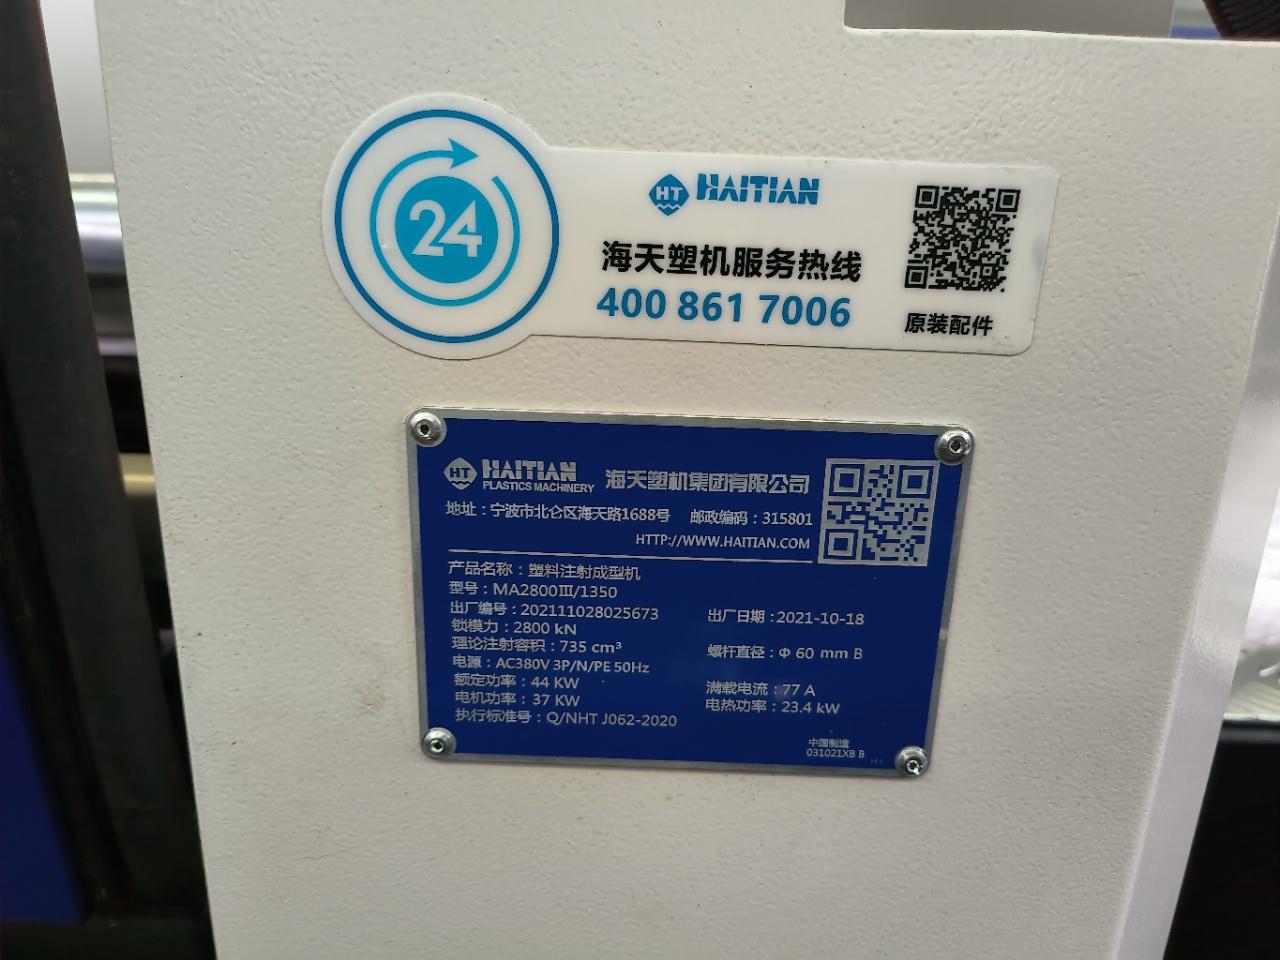 24
HT HAITIAN
海天塑机服务热线
400 861 7006
原装配件
HT HAITIAN
PLASTICS MACHINERY
海天塑机集团有限公司
地址：宁波市北仑区海天路1688号 邮政编码：315801
HTTP://WWW.HAITIAN.COM
产品名称：塑料注射成型机
型号：MA2800Ⅲ/1350
出厂编号：202111028025673 出厂日期：2021-10-18
锁模力：2800 kN
理论注射容积：735 cm³ 螺杆直径：Φ 60 mm B
电源：AC380V 3P/N/PE 50Hz
额定功率：44 KW 满载电流：77 A
电机功率：37 KW 电热功率：23.4 kW
执行标准号：Q/NHT J062-2020
中国制造
031021XB B